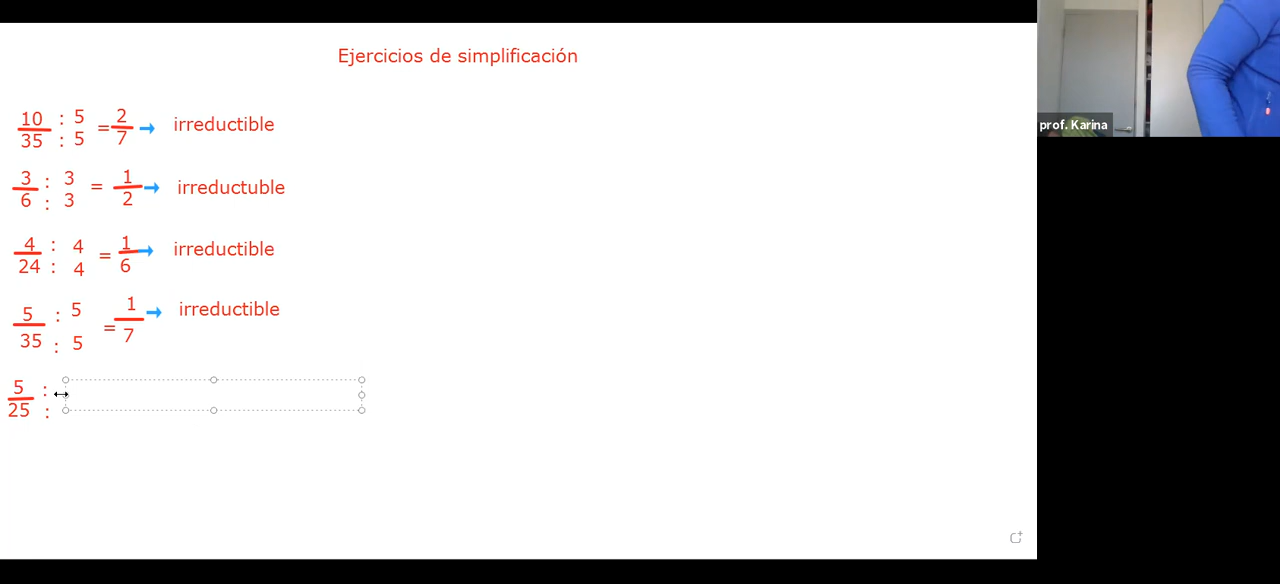 Ejercicios de simplificación
prof. Karina
10 : 5 = 2 → irreductible
35 : 5 7
3 : 3 = 1 → irreductuble
6 : 3 2
4 : 4 = 1 → irreductible
24 : 4 6
5 : 5 = 1 → irreductible
35 : 5 7
5 :
25 :